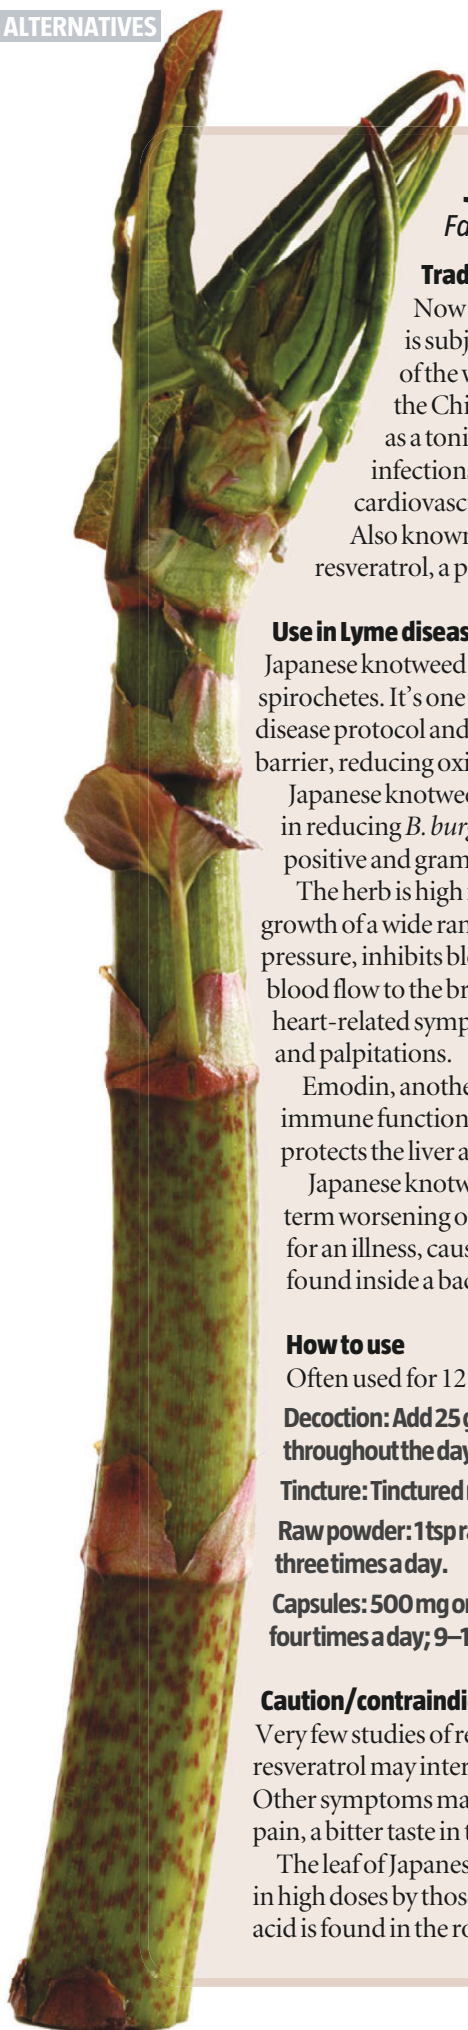 ALTERNATIVES
Fa
Trad
Now
is subj
of the v
the Chi
as a toni
infection
cardiovasc
Also known
resveratrol, a p
Use in Lyme diseas
Japanese knotweed
spirochetes. It’s one
disease protocol and
barrier, reducing oxi
Japanese knotwee
in reducing B. burg
positive and gram
The herb is high
growth of a wide ran
pressure, inhibits blo
blood flow to the br
heart-related symp
and palpitations.
Emodin, anothe
immune function
protects the liver a
Japanese knotw
term worsening o
for an illness, caus
found inside a bac
How to use
Often used for 12
Decoction: Add 25 g
throughout the day
Tincture: Tinctured
Raw powder: 1 tsp ra
three times a day.
Capsules: 500 mg or
four times a day; 9–1
Caution/contraindi
Very few studies of re
resveratrol may inter
Other symptoms ma
pain, a bitter taste in t
The leaf of Japanes
in high doses by thos
acid is found in the ro